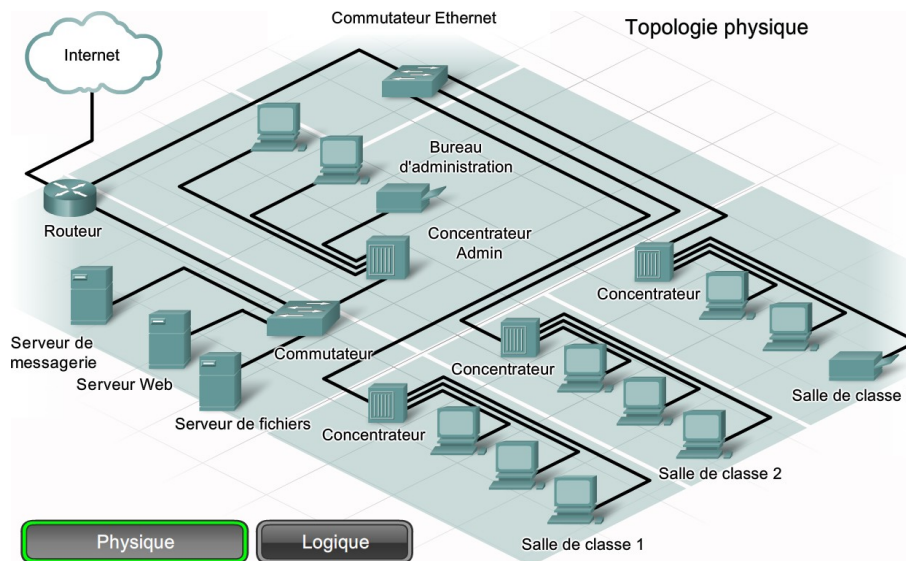 Commutateur Ethernet
Topologie physique
Internet
Bureau
d'administration
Routeur
Concentrateur
Admin
Concentrateur
Serveur de
messagerie
Commutateur
Serveur Web
Concentrateur
Salle de classe
Serveur de fichiers
Concentrateur
Salle de classe 2
Salle de classe 1
Physique
Logique